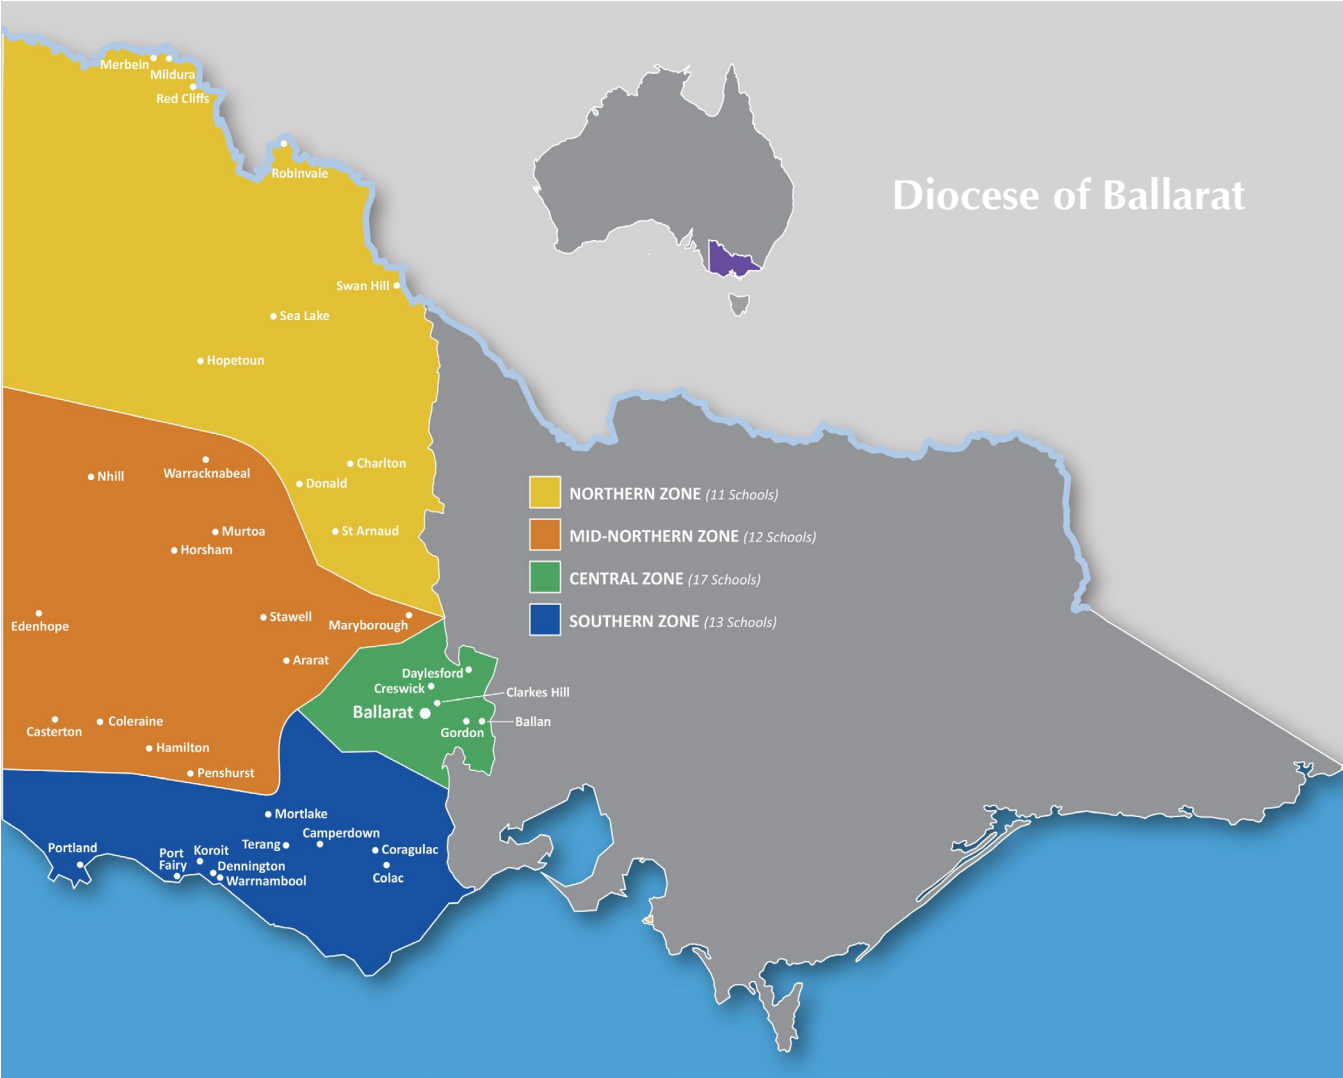 Merbein
Mildura
Red Cliffs
Robinvale
Diocese of Ballarat
Swan Hill
Sea Lake
Hopetoun
Charlton
Warracknabeal
Nhill
Donald
St Arnaud
Murtoa
Horsham
NORTHERN ZONE (11 Schools)
MID-NORTHERN ZONE (12 Schools)
CENTRAL ZONE (17 Schools)
SOUTHERN ZONE (13 Schools)
Edenhope
Stawell
Maryborough
Ararat
Daylesford
Creswick
Clarkes Hill
Ballarat
Ballan
Gordon
Casterton
Coleraine
Hamilton
Penshurst
Mortlake
Camperdown
Terang
Coragulac
Colac
Portland
Port
Fairy
Koroit
Dennington
Warrnambool